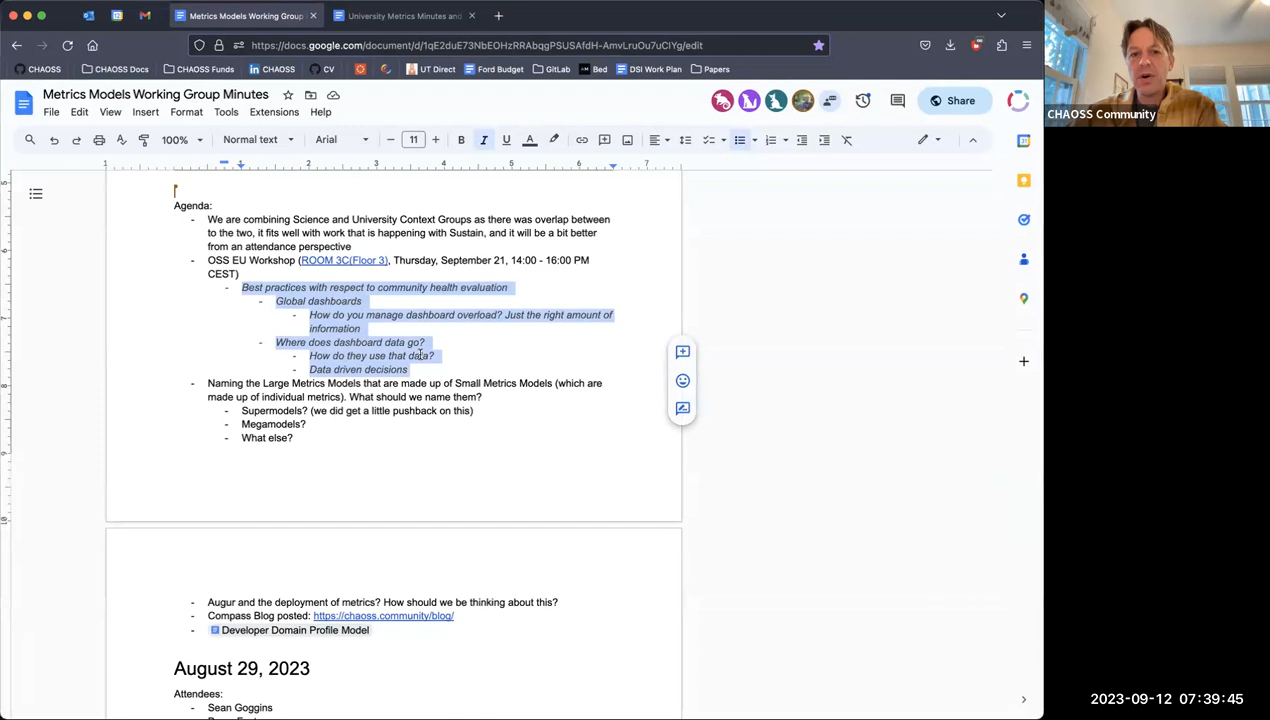 Metrics Models Working Group
University Metrics Minutes and
https://docs.google.com/document/d/1qE2duE73NbEOHzRRAbqgPSUSAfdH-AmvLruOu7uClYg/edit
CHAOSS
CHAOSS Docs
CHAOSS Funds
CHAOSS
CV
UT Direct
Ford Budget
GitLab
Bed
DSI Work Plan
Papers
Metrics Models Working Group Minutes
File Edit View Insert Format Tools Extensions Help
Share
100% Normal text Arial 11
1 1 2 3 4 5 6 7
Agenda:
- We are combining Science and University Context Groups as there was overlap between
to the two, it fits well with work that is happening with Sustain, and it will be a bit better
from an attendance perspective
- OSS EU Workshop (ROOM 3C(Floor 3), Thursday, September 21, 14:00 - 16:00 PM
CEST)
- Best practices with respect to community health evaluation
- Global dashboards
- How do you manage dashboard overload? Just the right amount of
information
- Where does dashboard data go?
- How do they use that data?
- Data driven decisions
- Naming the Large Metrics Models that are made up of Small Metrics Models (which are
made up of individual metrics). What should we name them?
- Supermodels? (we did get a little pushback on this)
- Megamodels?
- What else?
- Augur and the deployment of metrics? How should we be thinking about this?
- Compass Blog posted: https://chaoss.community/blog/
- Developer Domain Profile Model
August 29, 2023
Attendees:
- Sean Goggins
CHAOSS Community
2023-09-12 07:39:45